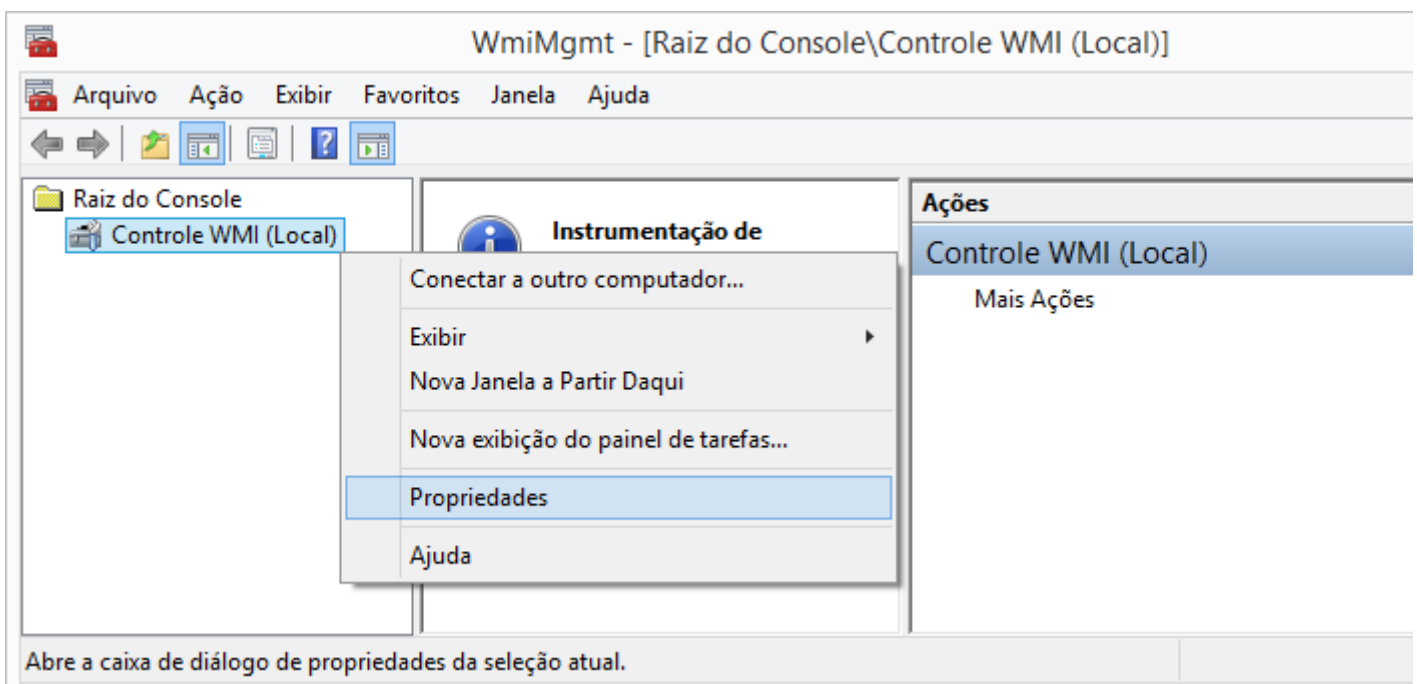 WmiMgmt - [Raiz do Console\Controle WMI (Local)]
Arquivo Ação Exibir Favoritos Janela Ajuda
?
Raiz do Console
Controle WMI (Local)
i
Instrumentação de
Ações
Controle WMI (Local)
Mais Ações
Conectar a outro computador...
Exibir
Nova Janela a Partir Daqui
Nova exibição do painel de tarefas...
Propriedades
Ajuda
Abre a caixa de diálogo de propriedades da seleção atual.